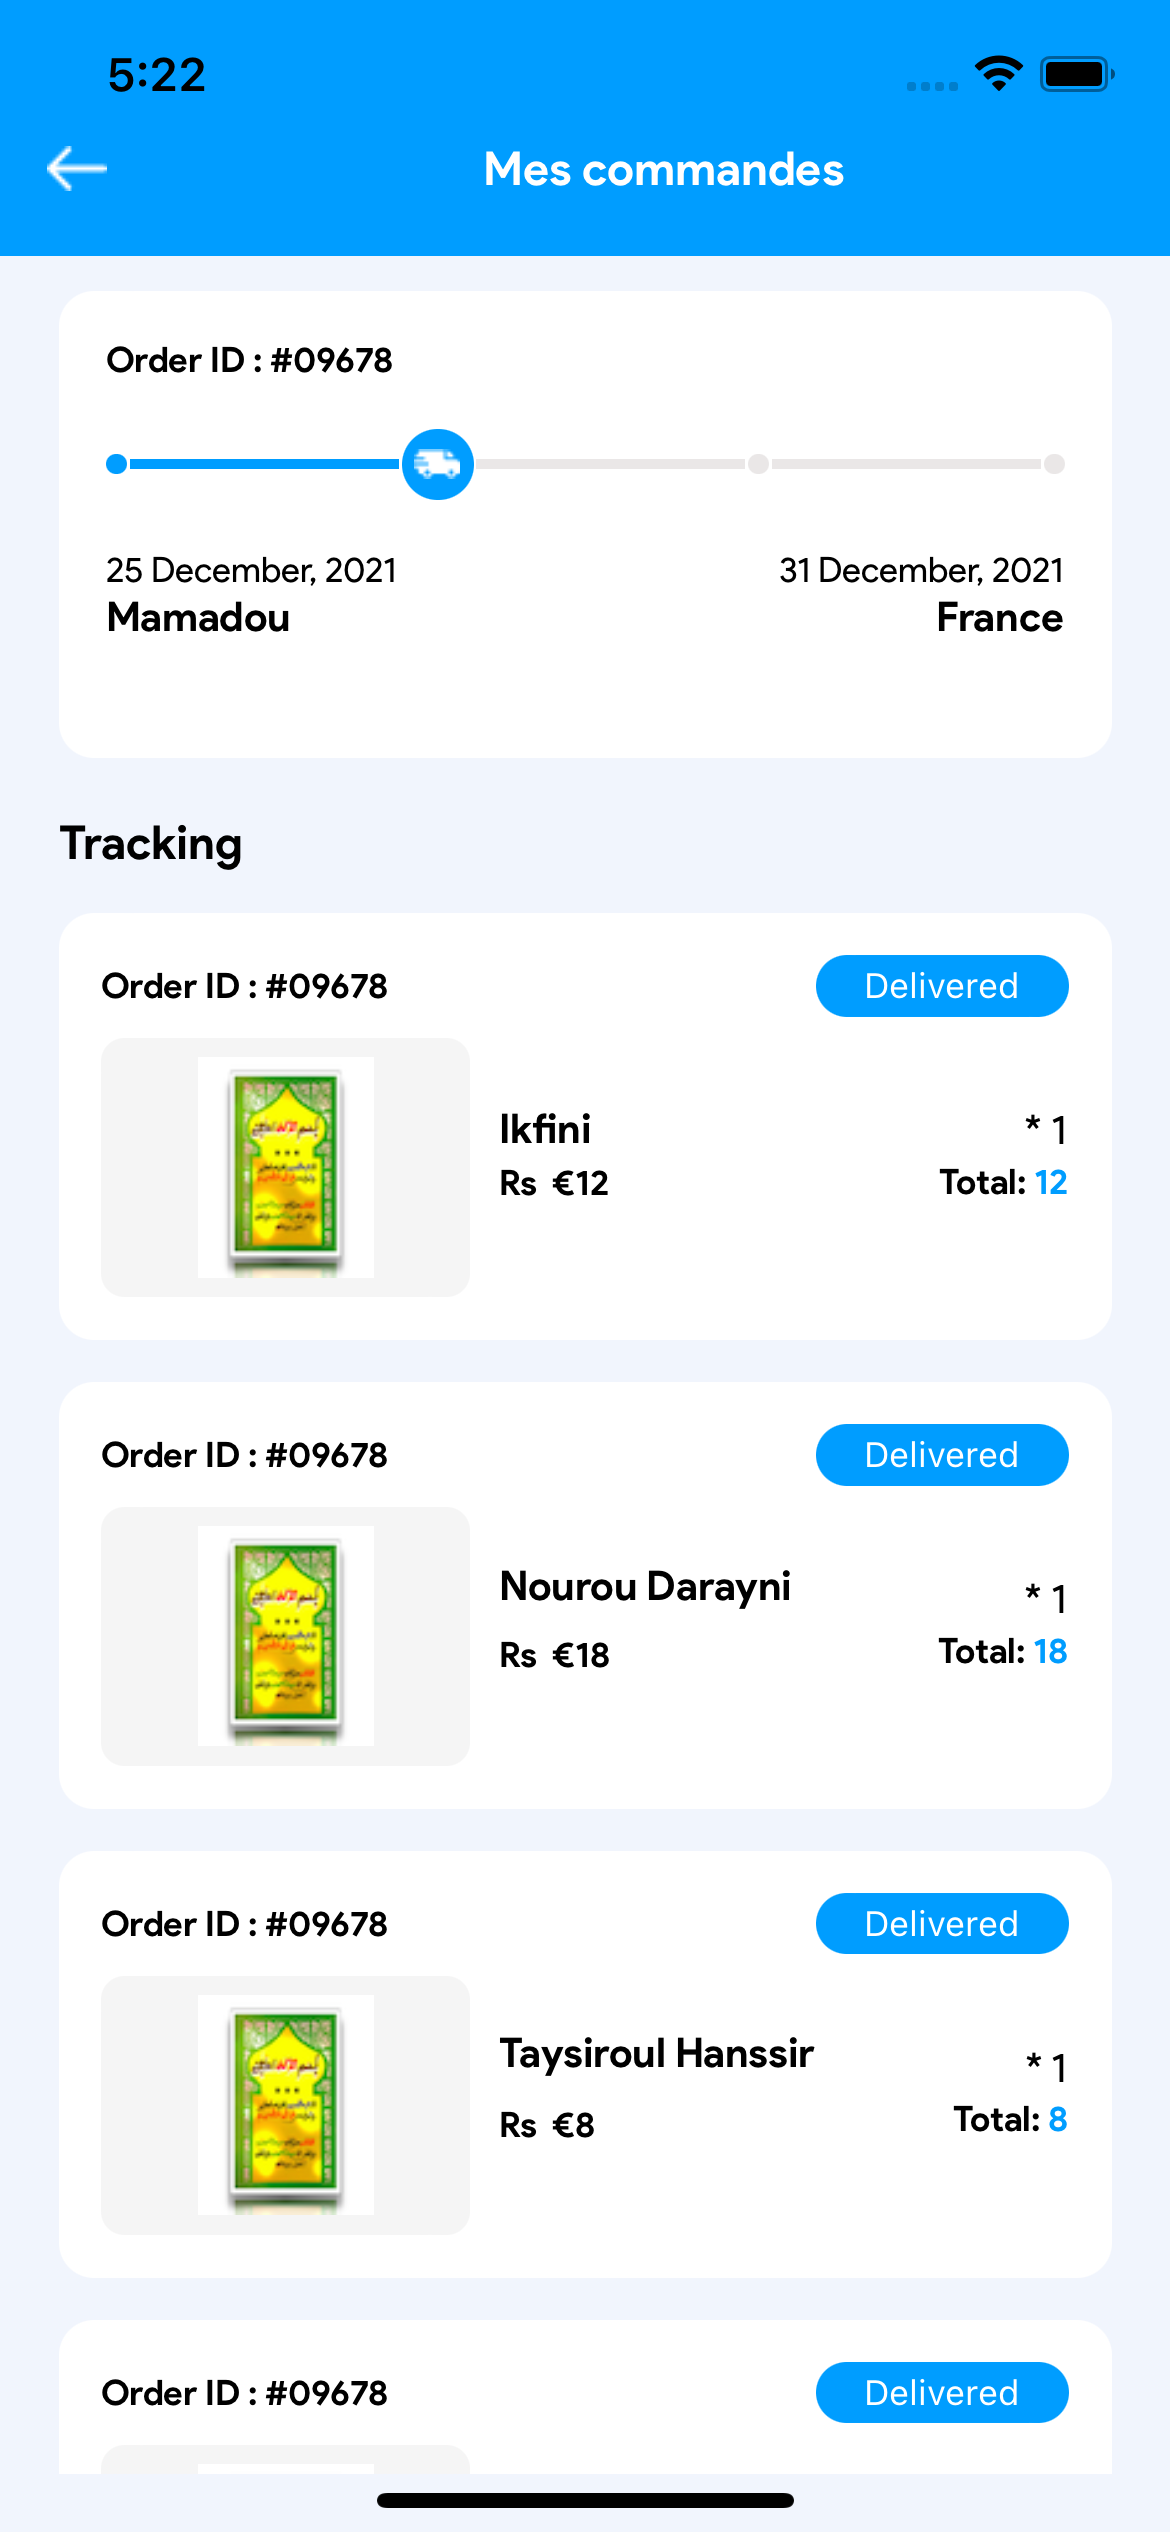 5:22
Mes commandes
Order ID : #09678
25 December, 2021
31 December, 2021
Mamadou
France
Tracking
Order ID : #09678
Delivered
Ikfini
* 1
Rs €12
Total: 12
Order ID : #09678
Delivered
Nourou Darayni
* 1
Rs €18
Total: 18
Order ID : #09678
Delivered
Taysiroul Hanssir
* 1
Rs €8
Total: 8
Order ID : #09678
Delivered